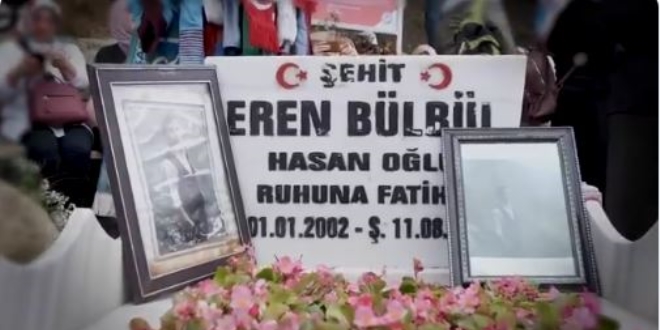 ŞEHİT
EREN BÜLBÜL
HASAN OĞLU
RUHUNA FATİH
01.01.2002 - Ş. 11.08.